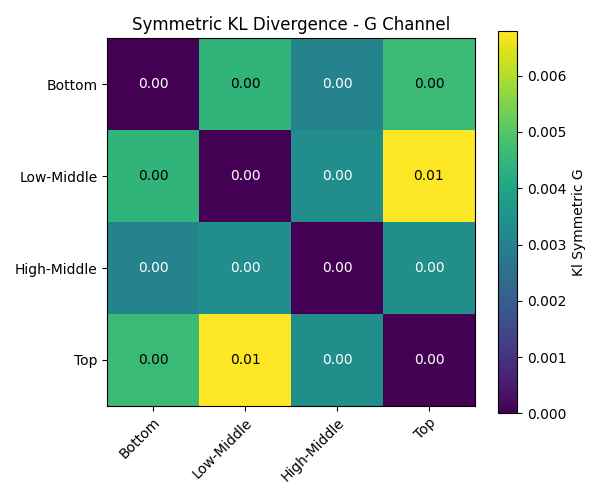 Symmetric KL Divergence - G Channel
Bottom 0.00 0.00 0.00 0.00
Low-Middle 0.00 0.00 0.00 0.01
High-Middle 0.00 0.00 0.00 0.00
Top 0.00 0.01 0.00 0.00
Bottom Low-Middle High-Middle Top
0.006
0.005
0.004
0.003
0.002
0.001
0.000
Kl Symmetric G